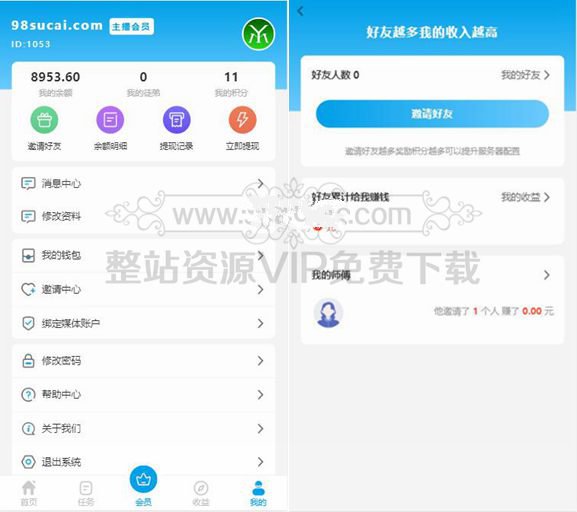 98sucai.com 主播会员
ID:1053
8953.60 0 11
我的余额 我的徒弟 我的积分
邀请好友 余额明细 提现记录 立即提现
消息中心
修改资料
我的钱包
邀请中心
绑定媒体账户
修改密码
帮助中心
关于我们
退出系统
首页 任务 会员 收益 我的
好友越多我的收入越高
好友人数 0 我的好友
邀请好友
邀请好友越多奖励积分越多可以提升服务器配置
好友累计给我赚钱 我的收益
元
我的师傅
他邀请了 1 个人 赚了 0.00 元
整站资源VIP免费下载